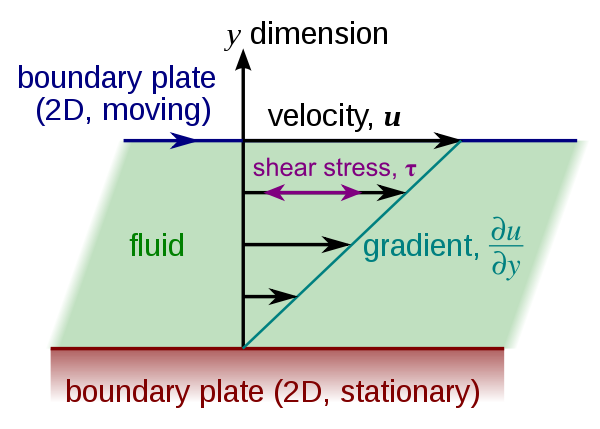 y dimension
boundary plate
(2D, moving)
velocity, u
shear stress, τ
fluid
gradient, ∂u/∂y
boundary plate (2D, stationary)